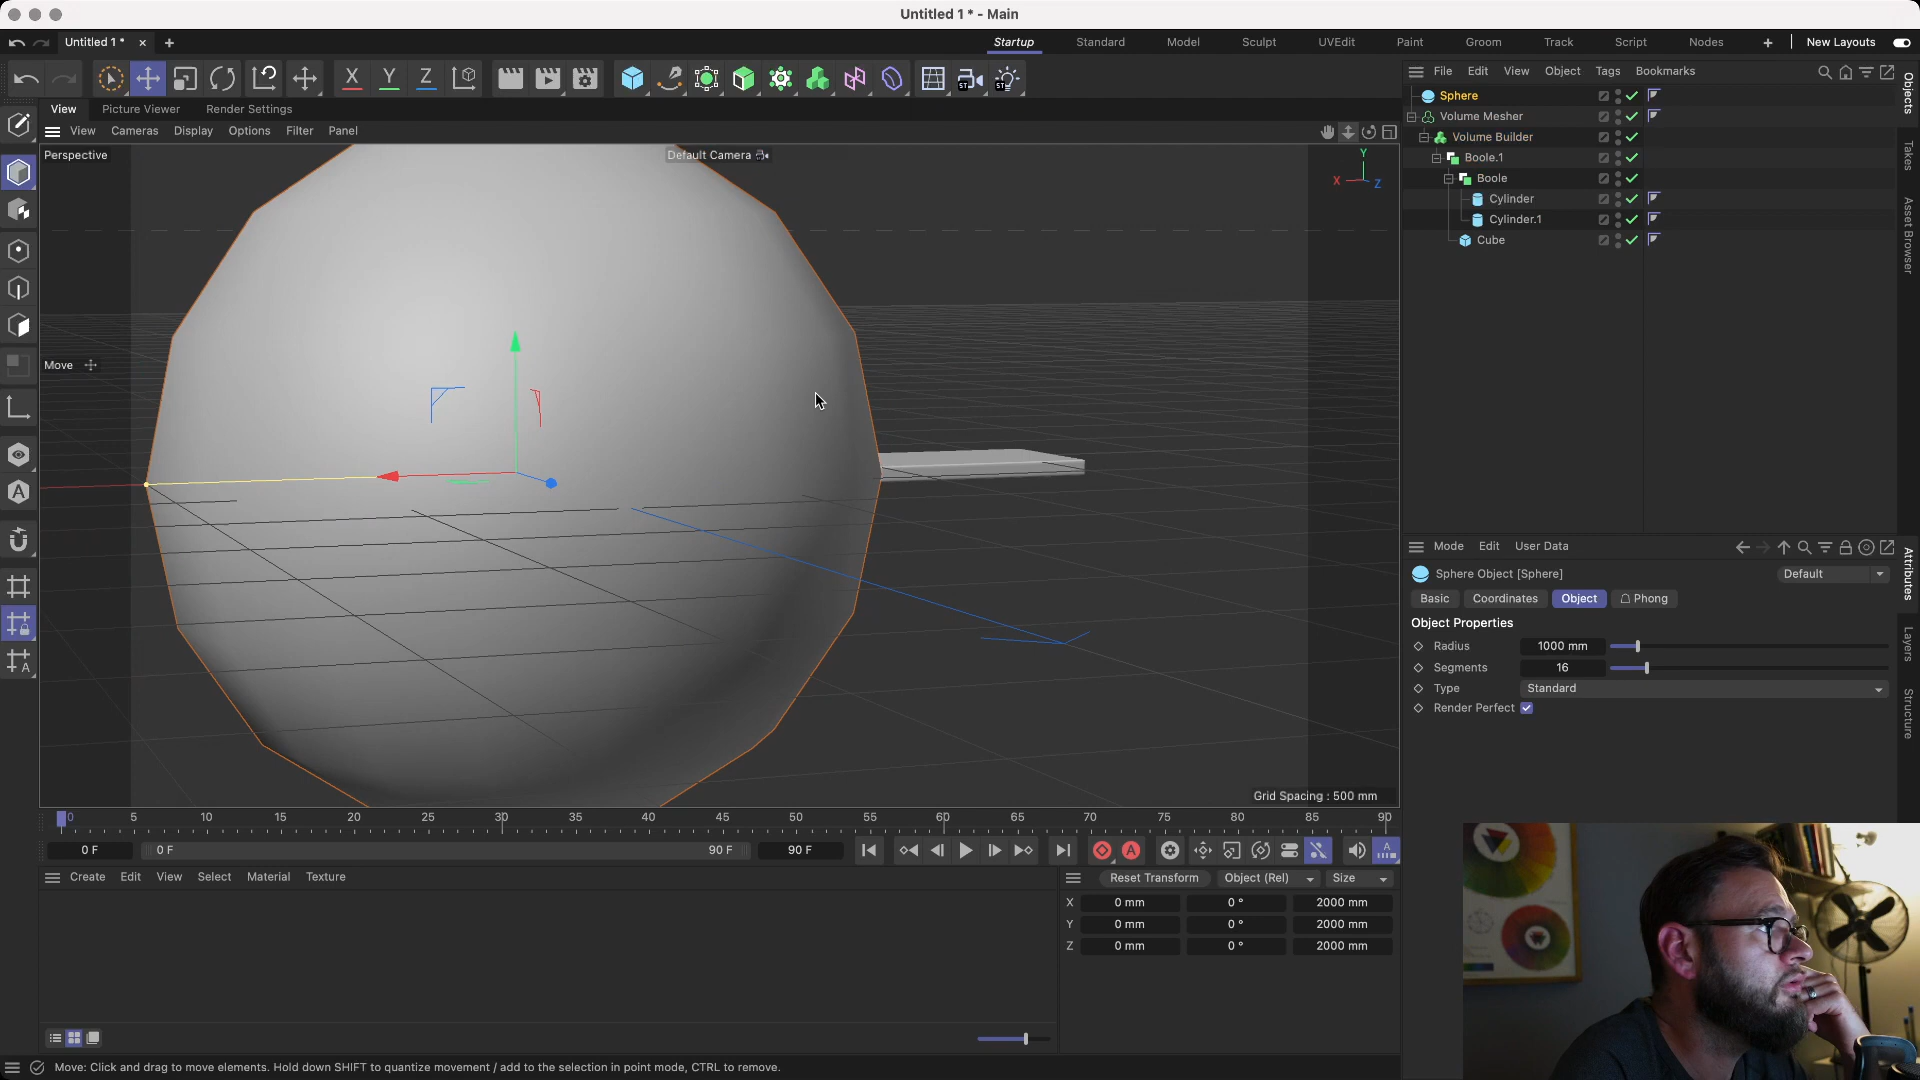 Untitled 1 * - Main
Untitled 1 *
Startup
Standard
Model
Sculpt
UVEdit
Paint
Groom
Track
Script
Nodes
New Layouts
X
Y
Z
ST
ST
File
Edit
View
Object
Tags
Bookmarks
View
Picture Viewer
Render Settings
View
Cameras
Display
Options
Filter
Panel
Perspective
Default Camera
Y
X
Z
Move
Grid Spacing : 500 mm
Sphere
Volume Mesher
Volume Builder
Boole.1
Boole
Cylinder
Cylinder.1
Cube
Objects
Takes
Asset Browser
Attributes
Layers
Structure
Mode
Edit
User Data
Sphere Object [Sphere]
Default
Basic
Coordinates
Object
Phong
Object Properties
Radius
1000 mm
Segments
16
Type
Standard
Render Perfect
0 5 10 15 20 25 30 35 40 45 50 55 60 65 70 75 80 85 90
0 F
0 F
90 F
90 F
Create
Edit
View
Select
Material
Texture
Reset Transform
Object (Rel)
Size
X 0 mm 0 ° 2000 mm
Y 0 mm 0 ° 2000 mm
Z 0 mm 0 ° 2000 mm
Move: Click and drag to move elements. Hold down SHIFT to quantize movement / add to the selection in point mode, CTRL to remove.